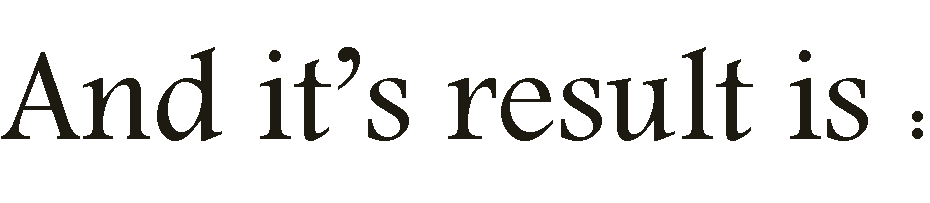 And it’s result is :